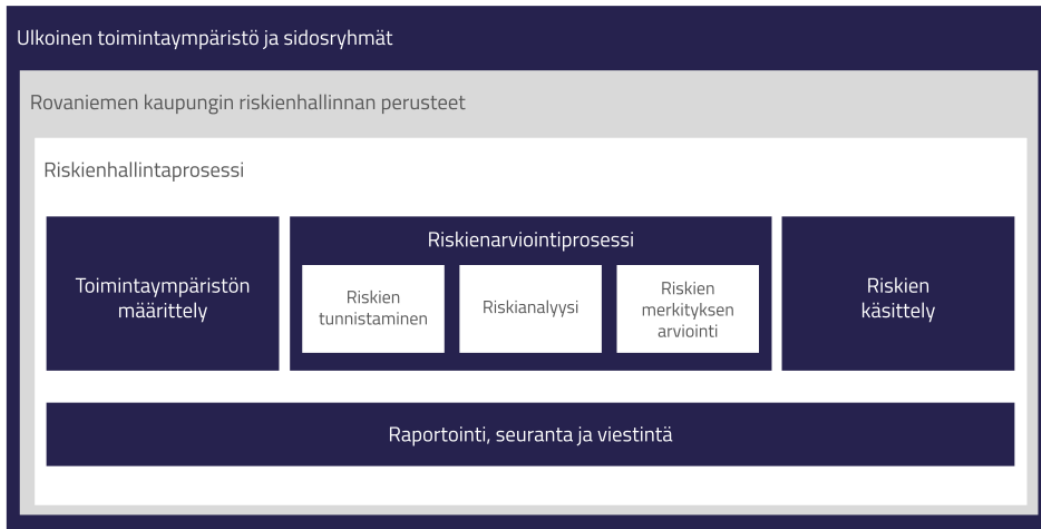 Ulkoinen toimintaympäristö ja sidosryhmät
Rovaniemen kaupungin riskienhallinnan perusteet
Riskienhallintaprosessi
Toimintaympäristön
määrittely
Riskienarviointiprosessi
Riskien
tunnistaminen
Riskianalyysi
Riskien
merkityksen
arviointi
Riskien
käsittely
Raportointi, seuranta ja viestintä